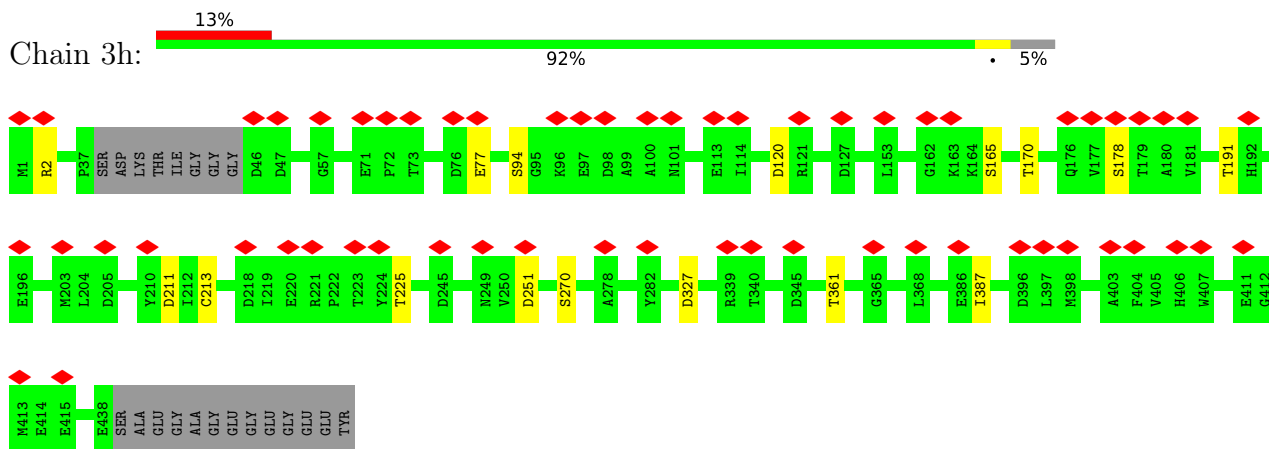 13%
Chain 3h:
92% • 5%
M1 R2 P37 SER ASP LYS THR ILE GLY GLY GLY D46 D47 G57 E71 P72 T73 D76 E77 S94 G95 K96 E97 D98 A99 A100 N101 E113 I114 D120 R121 D127 L153 G162 K163 K164 S165 T170 Q176 V177 S178 T179 A180 V181 T191 H192
E196 M203 L204 D205 Y210 D211 I212 C213 D218 I219 E220 R221 P222 T223 Y224 T225 D245 N249 V250 D251 S270 A278 Y282 D327 R339 T340 D345 T361 G365 L368 E386 I387 D396 L397 M398 A403 F404 V405 H406 W407 E411 G412
M413 E414 E415 E438 SER ALA GLU GLY ALA GLY GLU GLY GLU GLY GLU GLU TYR